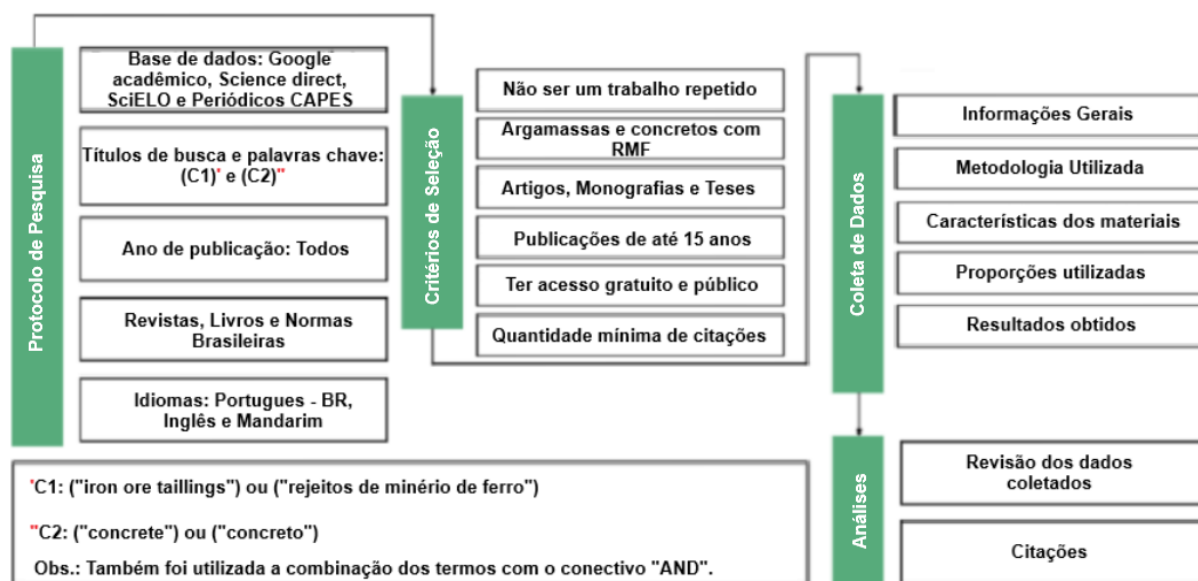 Protocolo de Pesquisa
Base de dados: Google
acadêmico, Science direct,
SciELO e Periódicos CAPES
Títulos de busca e palavras chave:
(C1)* e (C2)**
Ano de publicação: Todos
Revistas, Livros e Normas
Brasileiras
Idiomas: Portugues - BR,
Inglês e Mandarim
Critérios de Seleção
Não ser um trabalho repetido
Argamassas e concretos com
RMF
Artigos, Monografias e Teses
Publicações de até 15 anos
Ter acesso gratuito e público
Quantidade mínima de citações
Coleta de Dados
Informações Gerais
Metodologia Utilizada
Características dos materiais
Proporções utilizadas
Resultados obtidos
Análises
Revisão dos dados
coletados
Citações
*C1: ("iron ore taillings") ou ("rejeitos de minério de ferro")
**C2: ("concrete") ou ("concreto")
Obs.: Também foi utilizada a combinação dos termos com o conectivo "AND".